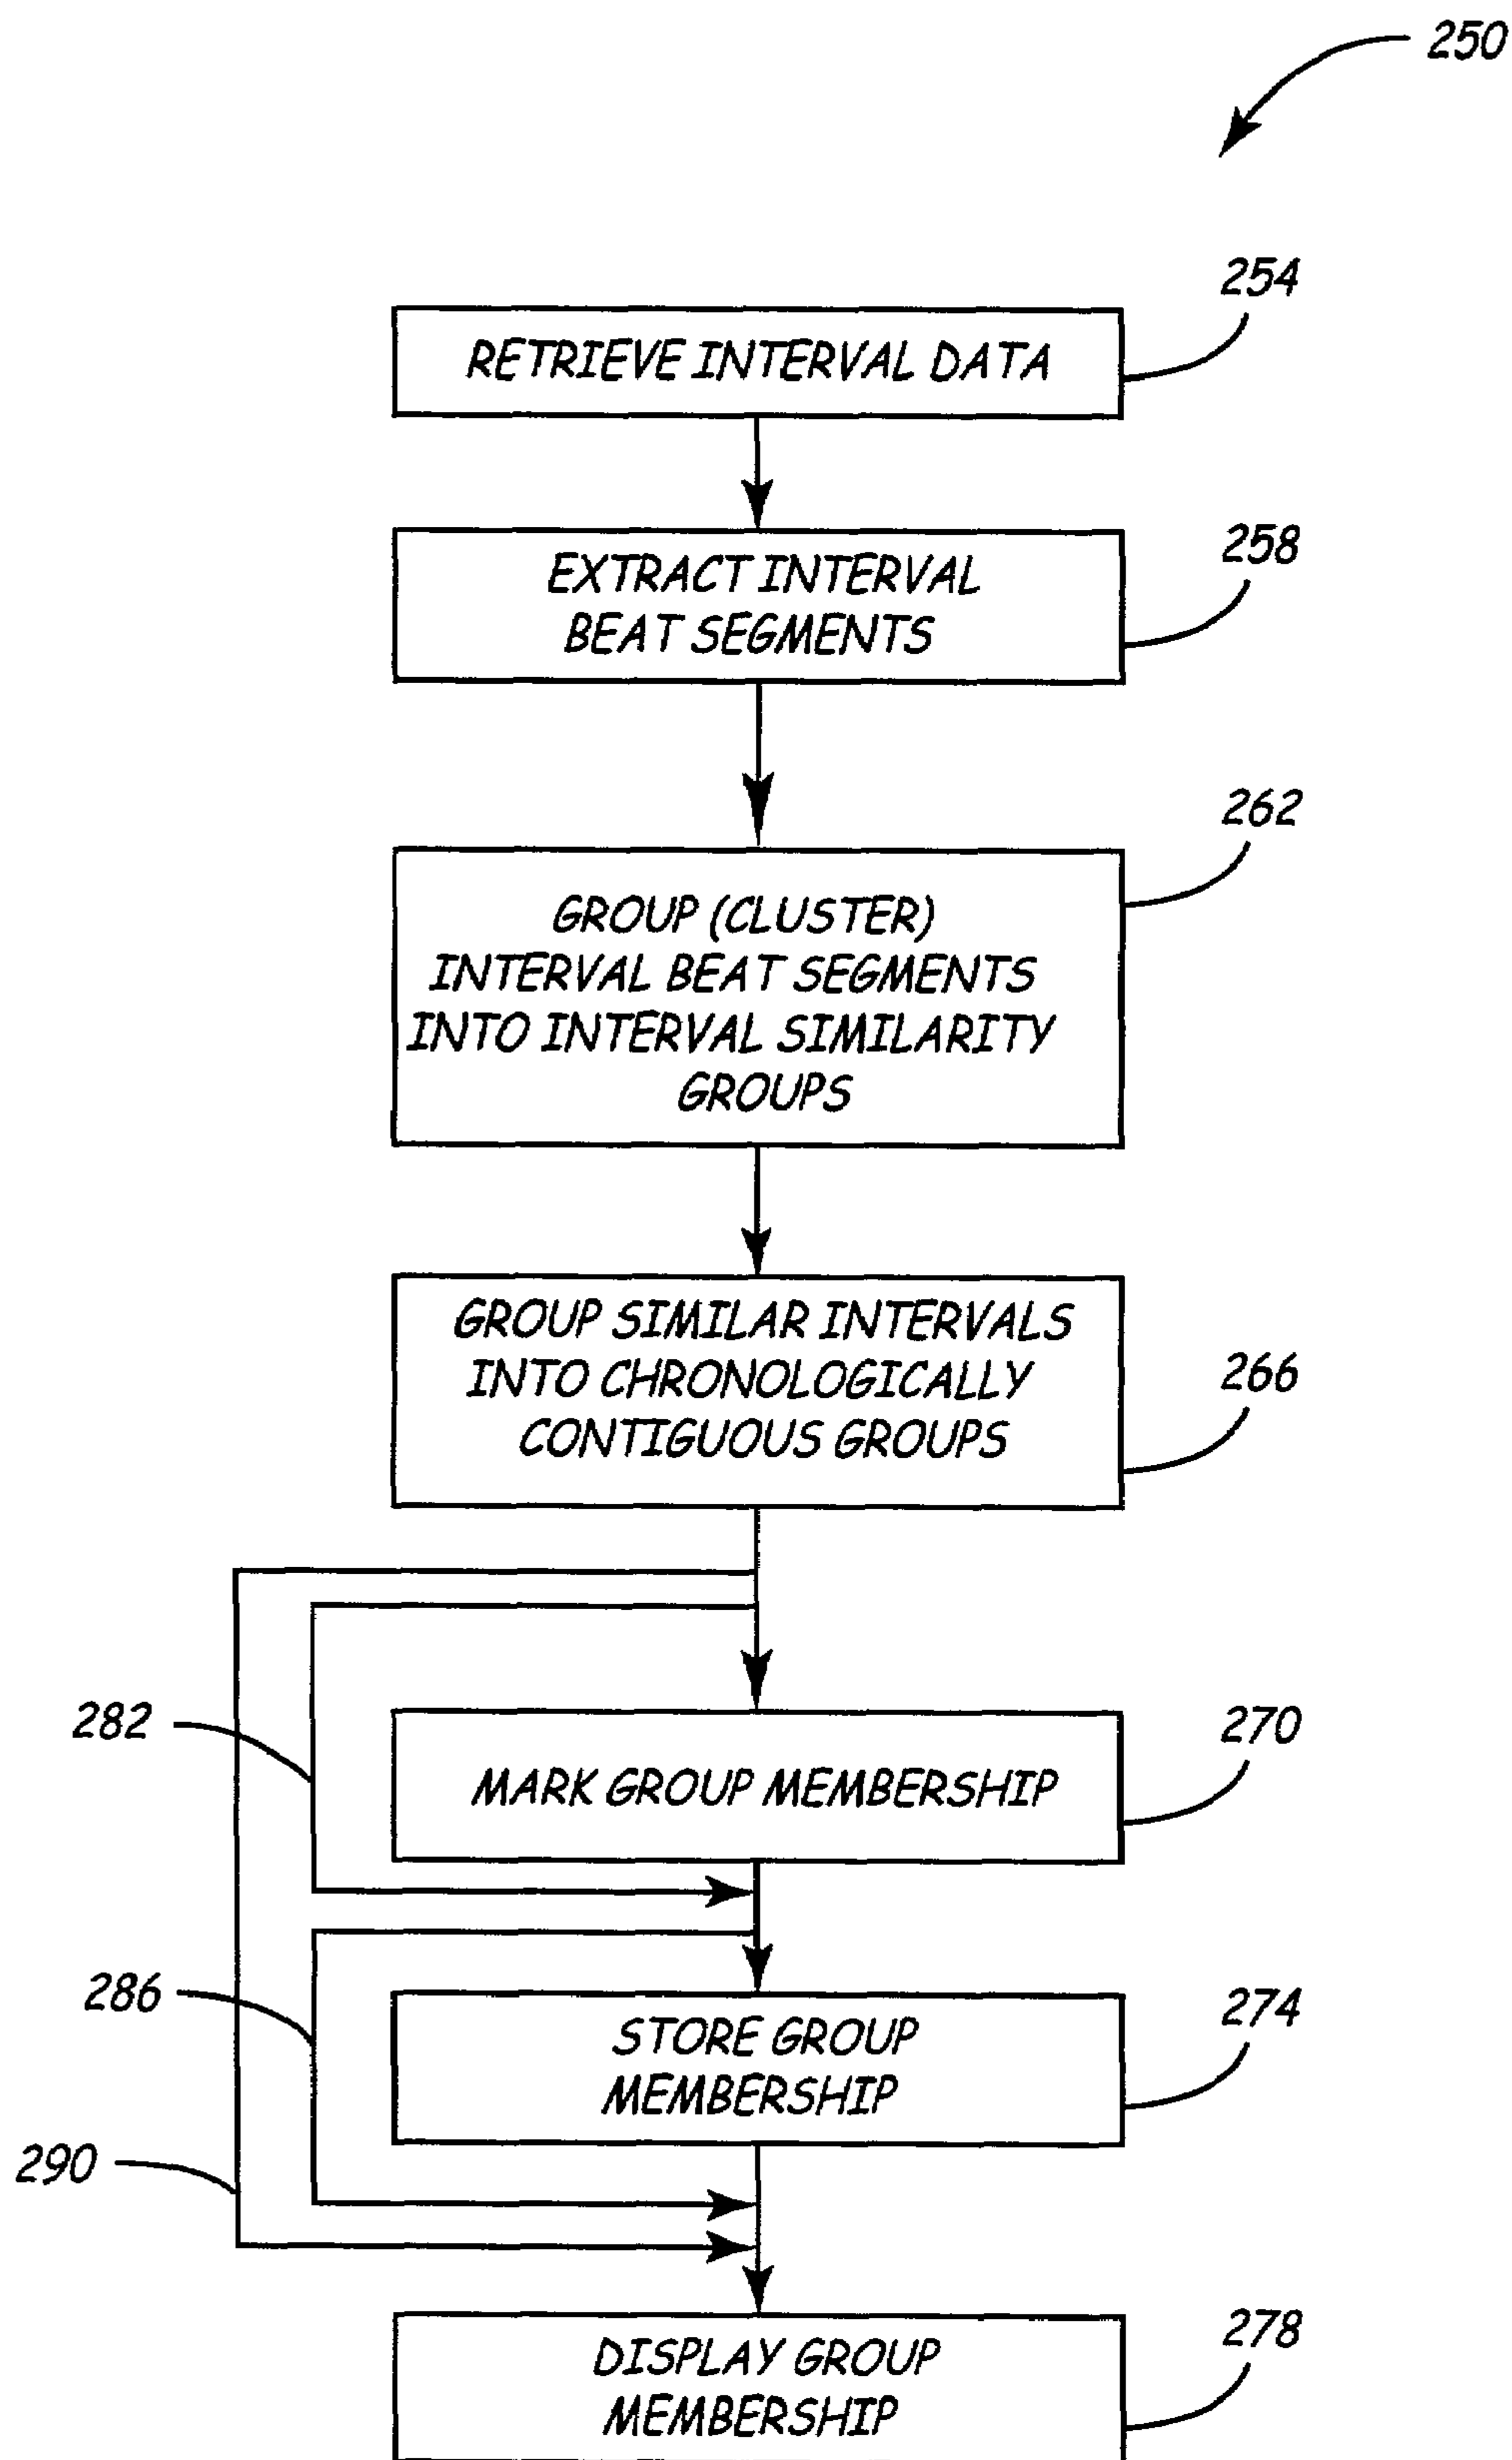 250
254
RETRIEVE INTERVAL DATA
258
EXTRACT INTERVAL
BEAT SEGMENTS
262
GROUP (CLUSTER)
INTERVAL BEAT SEGMENTS
INTO INTERVAL SIMILARITY
GROUPS
GROUP SIMILAR INTERVALS
INTO CHRONOLOGICALLY
CONTIGUOUS GROUPS
266
282
270
MARK GROUP MEMBERSHIP
286
274
STORE GROUP
MEMBERSHIP
290
278
DISPLAY GROUP
MEMBERSHIP